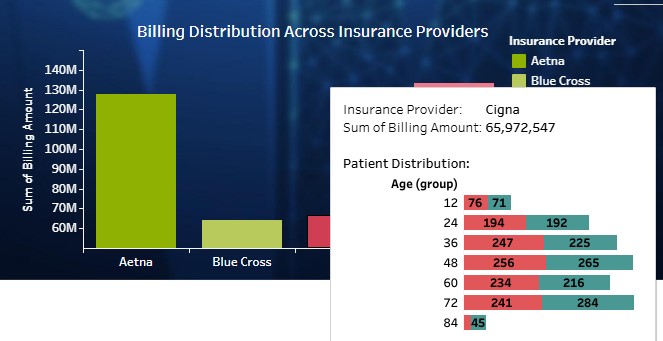 Billing Distribution Across Insurance Providers
Insurance Provider
Aetna
Blue Cross
Sum of Billing Amount
140M
130M
120M
110M
100M
90M
80M
70M
60M
Aetna
Blue Cross
Insurance Provider: Cigna
Sum of Billing Amount: 65,972,547
Patient Distribution:
Age (group)
12 76 71
24 194 192
36 247 225
48 256 265
60 234 216
72 241 284
84 45